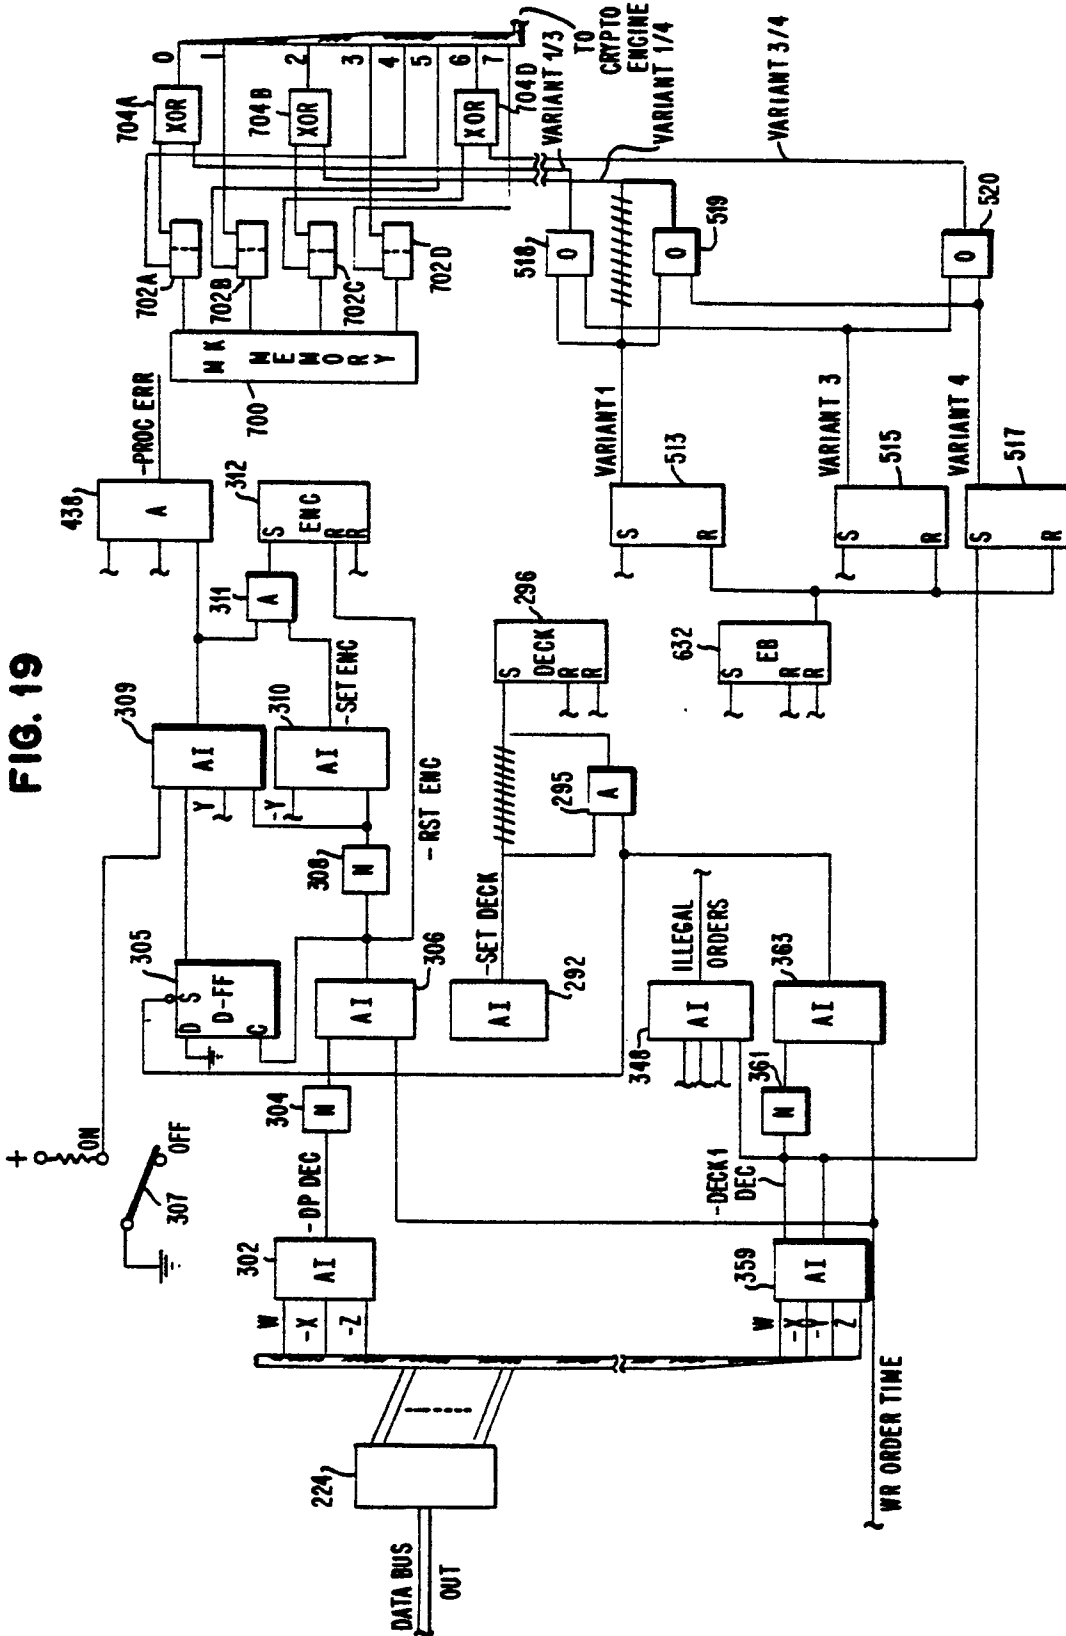 FIG. 19
DATA BUS
OUT
224
W
-X
-Z
302
AI
-DP DEC
304
N
306
AI
307
+
ON
OFF
305
D
S
D-FF
C
308
N
309
AI
Y
-Y
310
AI
-SET ENC
-RST ENC
311
A
312
S
ENC
R
R
438
A
-PROC ERR
W
-X
-Y
Z
359
AI
WR ORDER TIME
-DECK1
DEC
361
N
363
AI
348
AI
ILLEGAL
ORDERS
292
AI
-SET DECK
295
A
296
S
DECK
R
R
632
S
EB
R
R
513
S
R
VARIANT 1
515
S
R
VARIANT 3
517
S
R
VARIANT 4
518
O
519
O
520
O
VARIANT 1/3
VARIANT 1/4
VARIANT 3/4
700
MK
MEMORY
702A
702B
702C
702D
704A
XOR
704B
XOR
704D
XOR
0
1
2
3
4
5
6
7
TO
CRYPTO
ENGINE